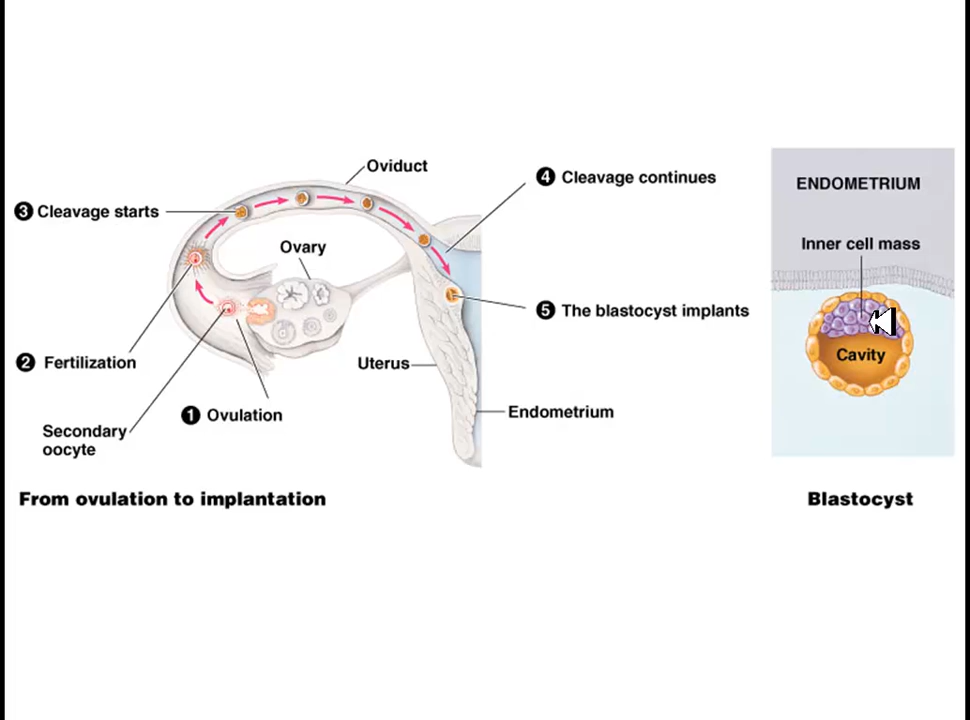 Oviduct
4 Cleavage continues
3 Cleavage starts
Ovary
5 The blastocyst implants
2 Fertilization
Uterus
1 Ovulation
Endometrium
Secondary
oocyte
From ovulation to implantation
ENDOMETRIUM
Inner cell mass
Cavity
Blastocyst